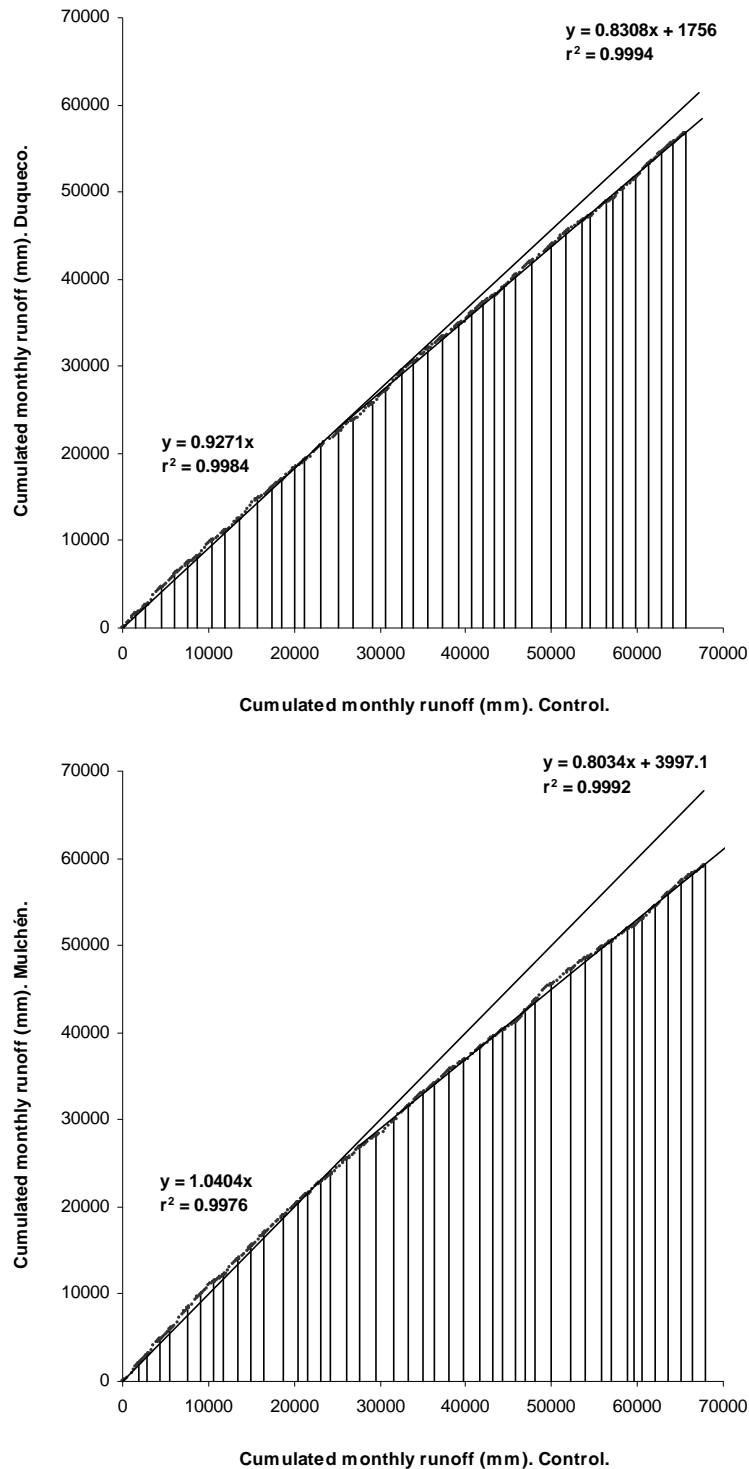 70000
y = 0.8308x + 1756
r² = 0.9994
60000
50000
40000
30000
20000
10000
0
y = 0.9271x
r² = 0.9984
Cumulated monthly runoff (mm). Duqueco.
0 10000 20000 30000 40000 50000 60000 70000
Cumulated monthly runoff (mm). Control.
y = 0.8034x + 3997.1
r² = 0.9992
70000
60000
50000
40000
30000
20000
10000
0
y = 1.0404x
r² = 0.9976
Cumulated monthly runoff (mm). Mulchén.
0 10000 20000 30000 40000 50000 60000 70000
Cumulated monthly runoff (mm). Control.